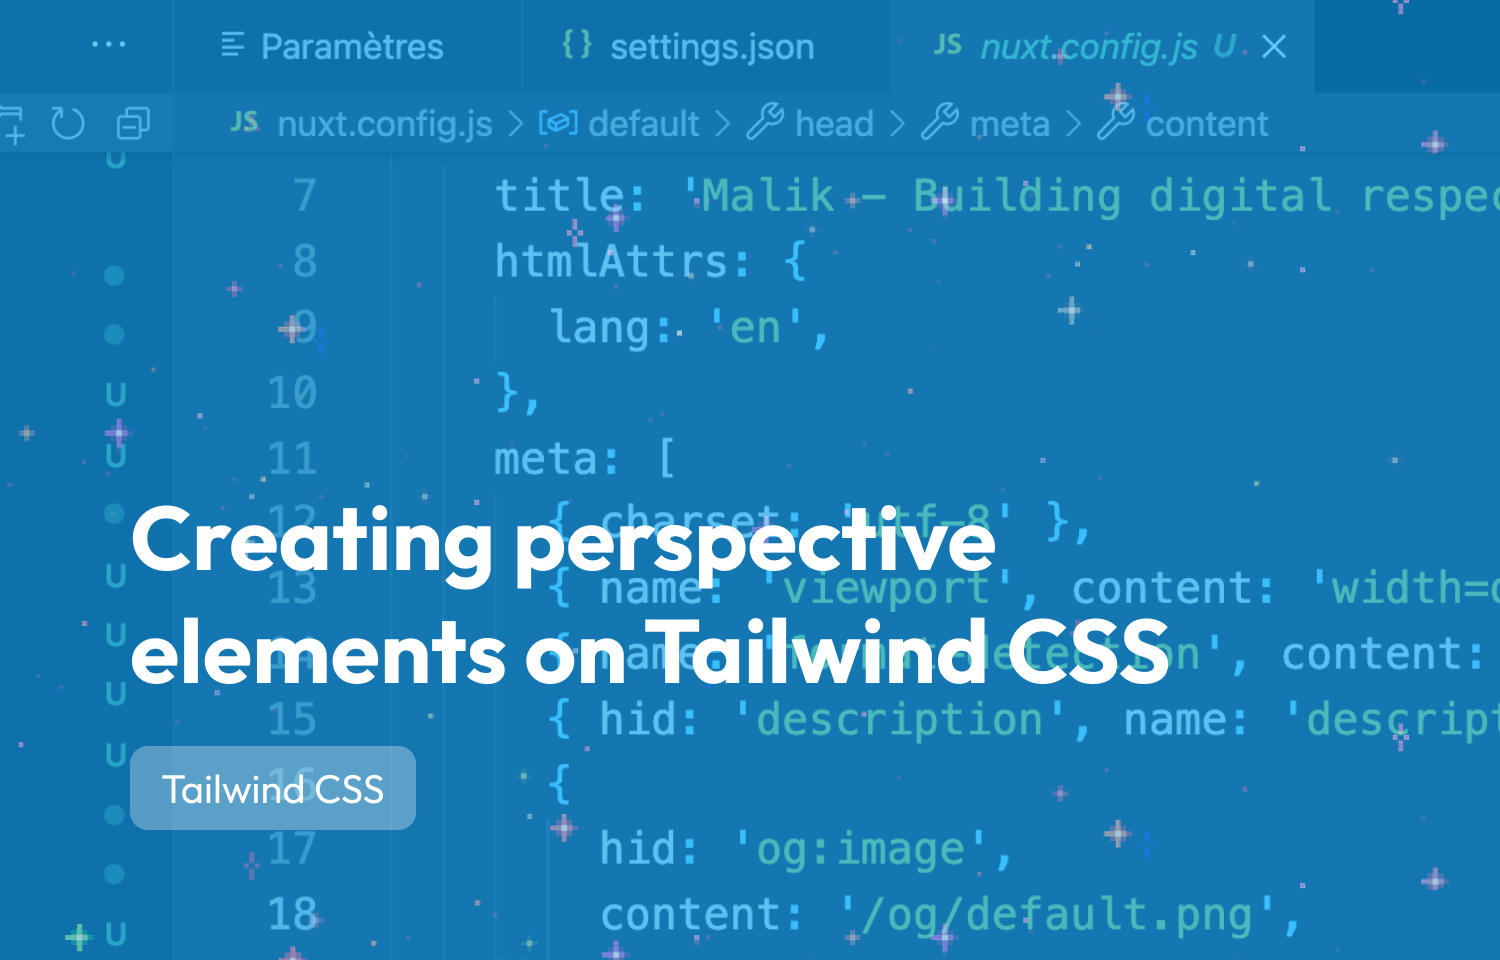 ... Paramètres {} settings.json JS nuxt.config.js U ×
JS nuxt.config.js > default > head > meta > content
U
7 title: 'Malik – Building digital respec
8 htmlAttrs: {
9 lang: 'en',
10 },
U
11 meta: [
U
12 { charset: 'utf-8' },
Creating perspective
13 { name: 'viewport', content: 'width=d
U
elements on Tailwind CSS
14 { name: 'format-detection', content:
U
15 { hid: 'description', name: 'descript
U
16 {
U
Tailwind CSS
17 hid: 'og:image',
18 content: '/og/default.png',
U